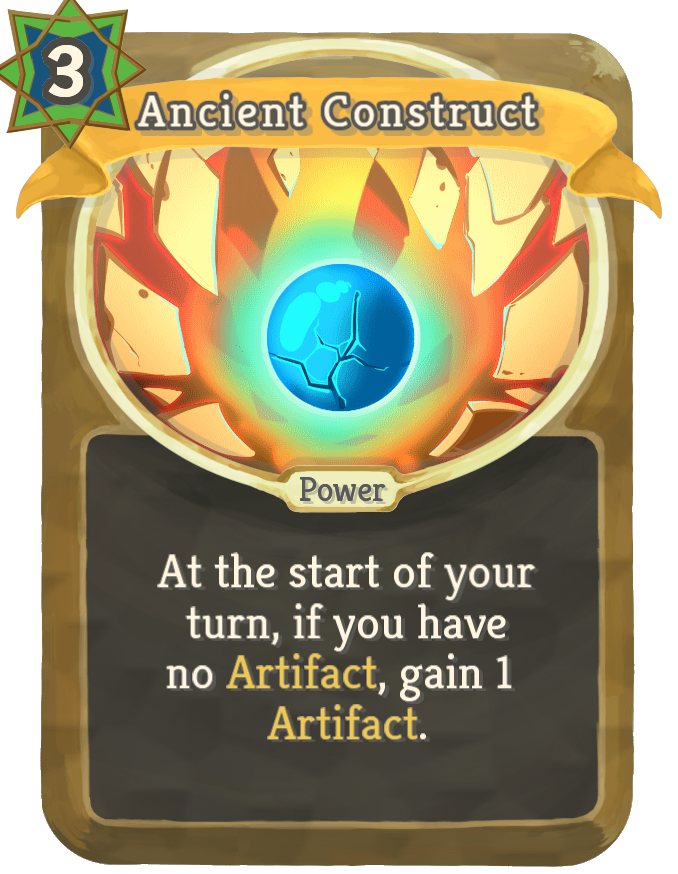 3
Ancient Construct
Power
At the start of your
turn, if you have
no Artifact, gain 1
Artifact.